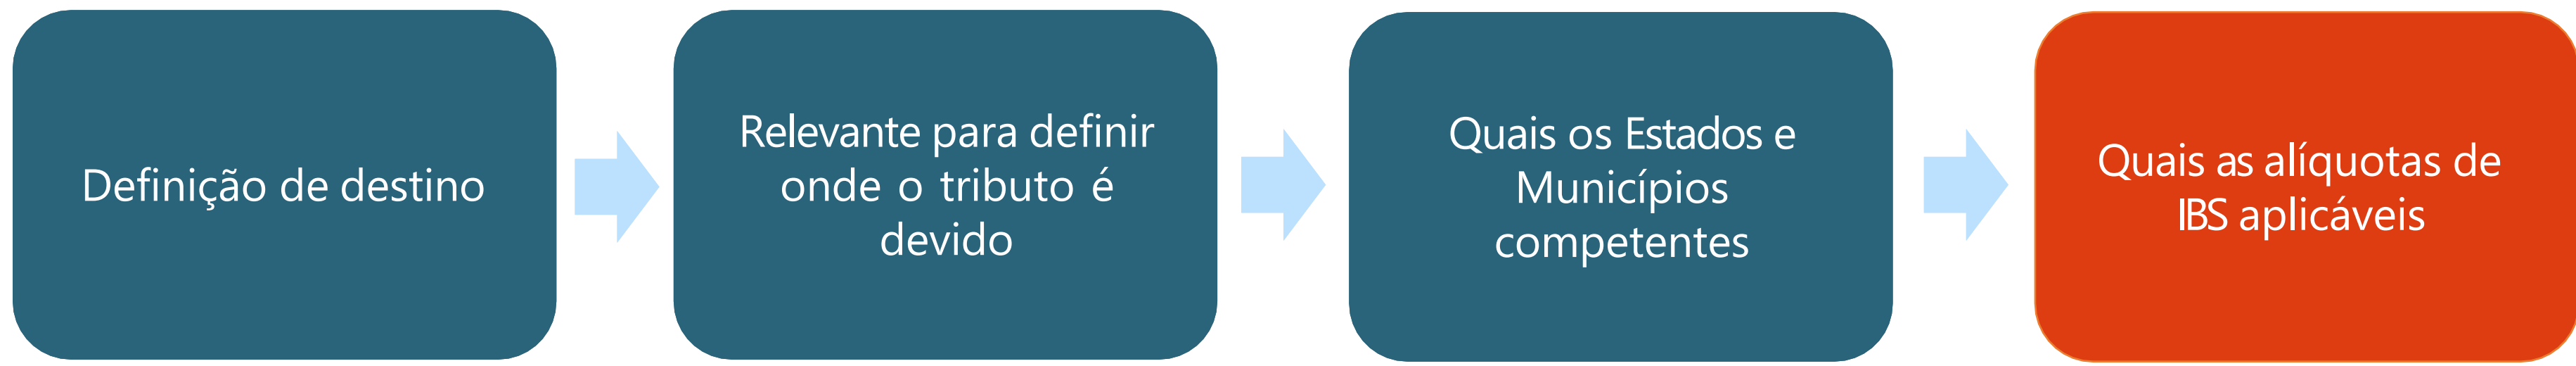 Definição de destino
Relevante para definir
onde o tributo é
devido
Quais os Estados e
Municípios
competentes
Quais as alíquotas de
IBS aplicáveis